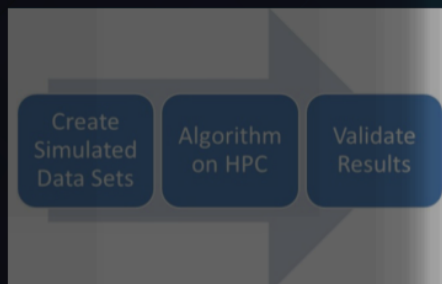 Create
Simulated
Data Sets
Algorithm
on HPC
Validate
Results